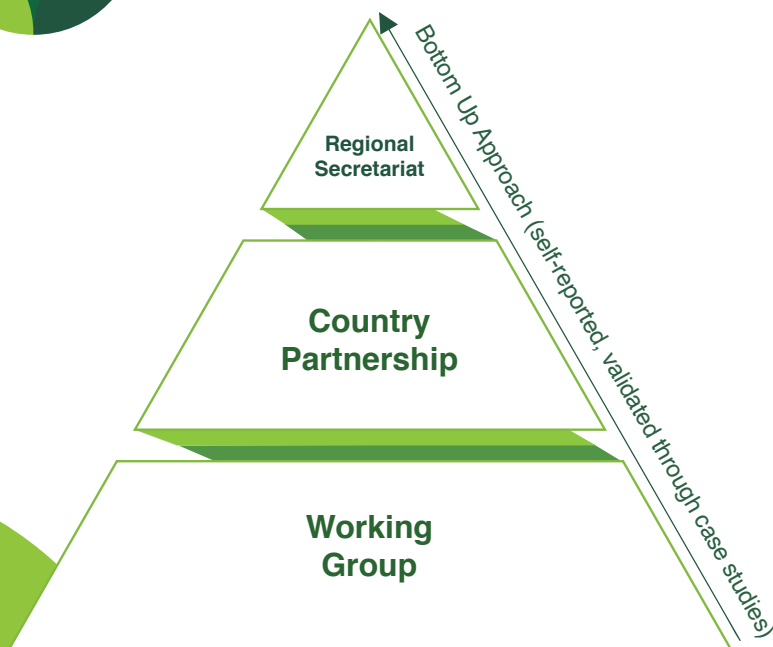 Regional
Secretariat
Country
Partnership
Working
Group
Bottom Up Approach (self-reported, validated through case studies)